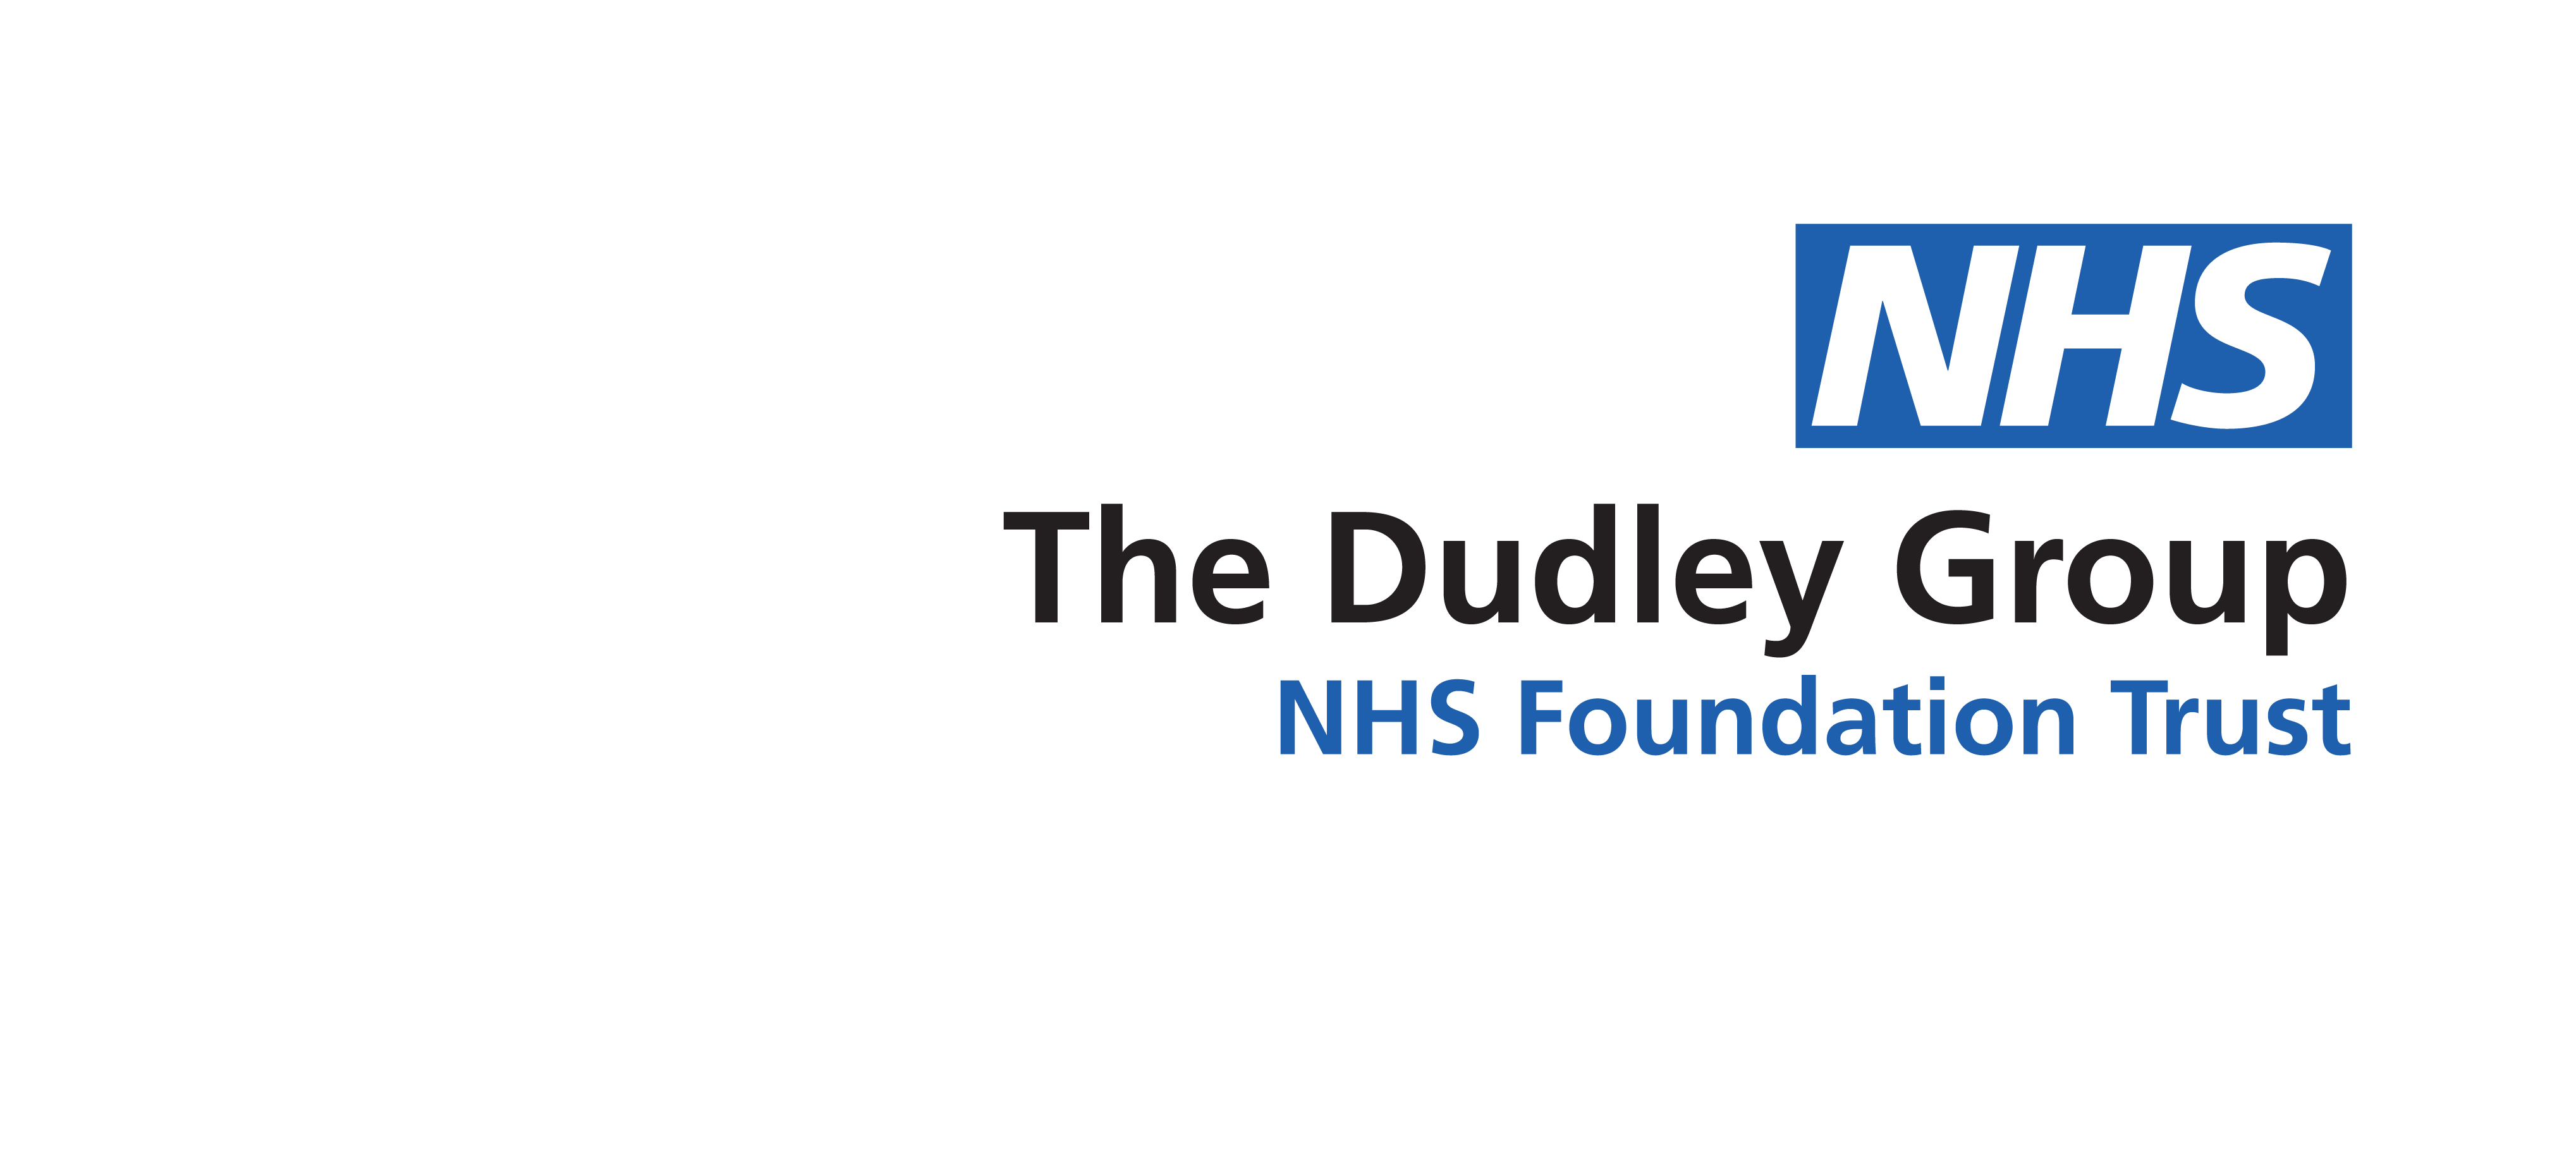 NHS
The Dudley Group
NHS Foundation Trust